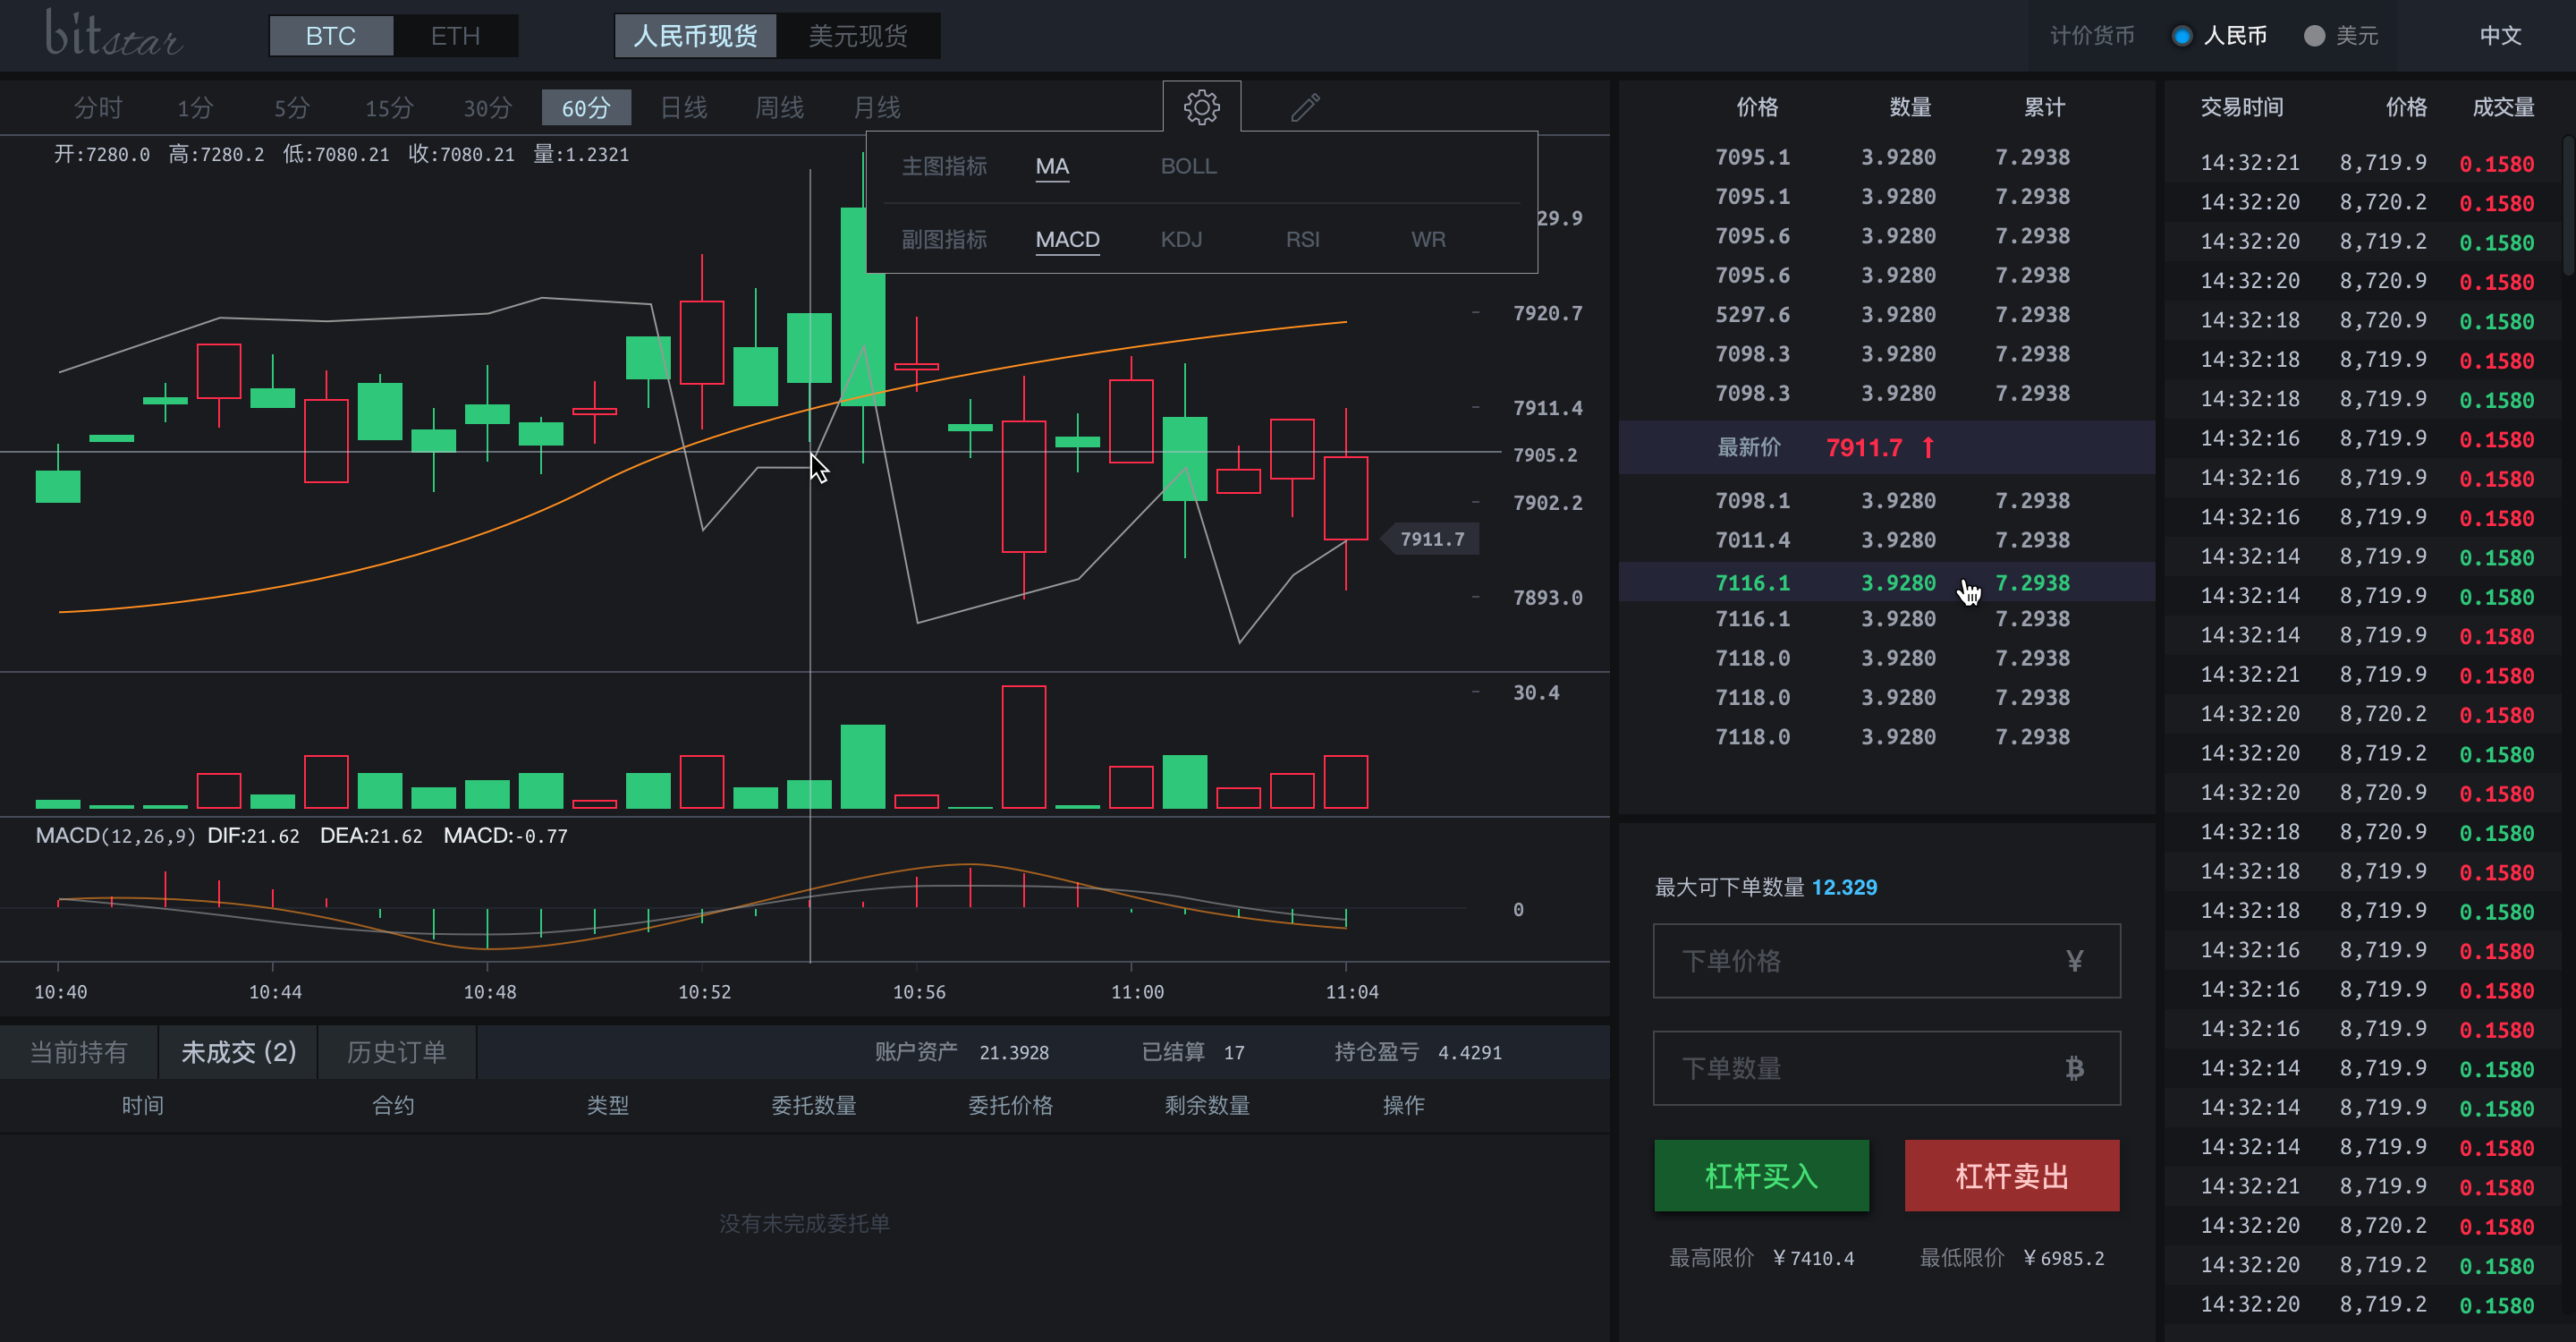 bitstar BTC ETH 人民币现货 美元现货 计价货币 人民币 美元 中文
分时 1分 5分 15分 30分 60分 日线 周线 月线
开:7280.0 高:7280.2 低:7080.21 收:7080.21 量:1.2321
主图指标 MA BOLL
副图指标 MACD KDJ RSI WR
29.9
7920.7
7911.4
7905.2
7902.2
7911.7
7893.0
30.4
MACD(12,26,9) DIF:21.62 DEA:21.62 MACD:-0.77
0
10:40 10:44 10:48 10:52 10:56 11:00 11:04
当前持有 未成交 (2) 历史订单 账户资产 21.3928 已结算 17 持仓盈亏 4.4291
时间 合约 类型 委托数量 委托价格 剩余数量 操作
没有未完成委托单
价格 数量 累计
7095.1 3.9280 7.2938
7095.1 3.9280 7.2938
7095.6 3.9280 7.2938
7095.6 3.9280 7.2938
5297.6 3.9280 7.2938
7098.3 3.9280 7.2938
7098.3 3.9280 7.2938
最新价 7911.7 ↑
7098.1 3.9280 7.2938
7011.4 3.9280 7.2938
7116.1 3.9280 7.2938
7116.1 3.9280 7.2938
7118.0 3.9280 7.2938
7118.0 3.9280 7.2938
7118.0 3.9280 7.2938
最大可下单数量 12.329
下单价格 ¥
下单数量 ₿
杠杆买入 杠杆卖出
最高限价 ¥7410.4 最低限价 ¥6985.2
交易时间 价格 成交量
14:32:21 8,719.9 0.1580
14:32:20 8,720.2 0.1580
14:32:20 8,719.2 0.1580
14:32:20 8,720.9 0.1580
14:32:18 8,720.9 0.1580
14:32:18 8,719.9 0.1580
14:32:18 8,719.9 0.1580
14:32:16 8,719.9 0.1580
14:32:16 8,719.9 0.1580
14:32:16 8,719.9 0.1580
14:32:14 8,719.9 0.1580
14:32:14 8,719.9 0.1580
14:32:14 8,719.9 0.1580
14:32:21 8,719.9 0.1580
14:32:20 8,720.2 0.1580
14:32:20 8,719.2 0.1580
14:32:20 8,720.9 0.1580
14:32:18 8,720.9 0.1580
14:32:18 8,719.9 0.1580
14:32:18 8,719.9 0.1580
14:32:16 8,719.9 0.1580
14:32:16 8,719.9 0.1580
14:32:16 8,719.9 0.1580
14:32:14 8,719.9 0.1580
14:32:14 8,719.9 0.1580
14:32:14 8,719.9 0.1580
14:32:21 8,719.9 0.1580
14:32:20 8,720.2 0.1580
14:32:20 8,719.2 0.1580
14:32:20 8,719.2 0.1580